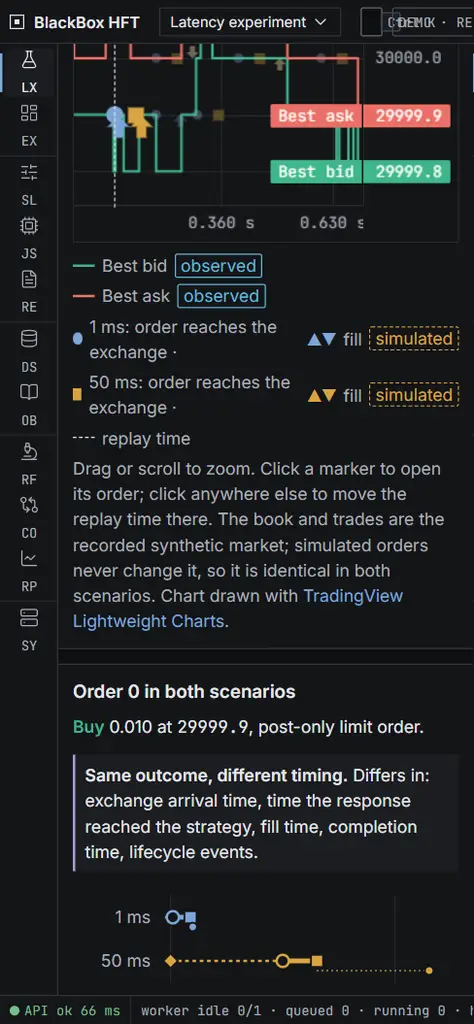 BlackBox HFT
Latency experiment
DEMO · RE
LX
EX
SL
JS
RE
DS
OB
RF
CO
RP
SY
30000.0
Best ask 29999.9
Best bid 29999.8
0.360 s
0.630 s
Best bid observed
Best ask observed
1 ms: order reaches the
exchange ·
fill simulated
50 ms: order reaches the
exchange ·
fill simulated
replay time
Drag or scroll to zoom. Click a marker to open
its order; click anywhere else to move the
replay time there. The book and trades are the
recorded synthetic market; simulated orders
never change it, so it is identical in both
scenarios. Chart drawn with TradingView
Lightweight Charts.
Order 0 in both scenarios
Buy 0.010 at 29999.9, post-only limit order.
Same outcome, different timing. Differs in:
exchange arrival time, time the response
reached the strategy, fill time, completion
time, lifecycle events.
1 ms
50 ms
API ok 66 ms
worker idle 0/1 · queued 0 · running 0 ·